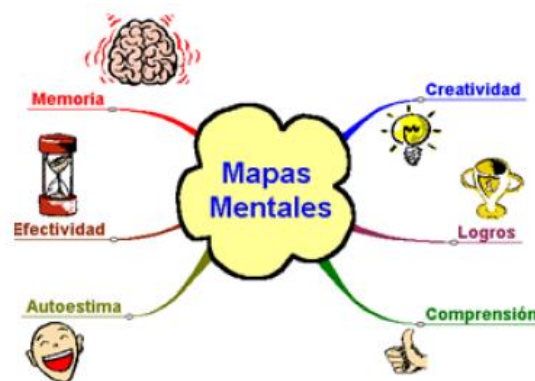 Memoria
Creatividad
Mapas
Mentales
Efectividad
Logros
Autoestima
Comprensión